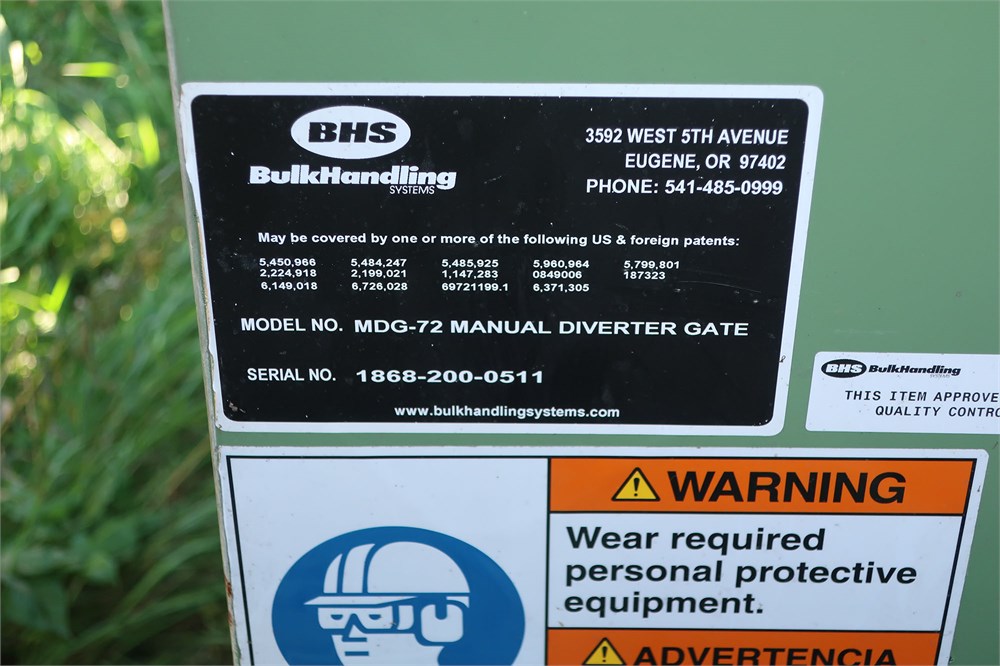 BHS
BulkHandling
SYSTEMS
3592 WEST 5TH AVENUE
EUGENE, OR 97402
PHONE: 541-485-0999
May be covered by one or more of the following US & foreign patents:
5,450,966 5,484,247 5,485,925 5,960,964 5,799,801
2,224,918 2,199,021 1,147,283 0849006 187323
6,149,018 6,726,028 69721199.1 6,371,305
MODEL NO. MDG-72 MANUAL DIVERTER GATE
SERIAL NO. 1868-200-0511
www.bulkhandlingsystems.com
BHS BulkHandling
SYSTEMS
THIS ITEM APPROVE
QUALITY CONTRO
WARNING
Wear required
personal protective
equipment.
ADVERTENCIA